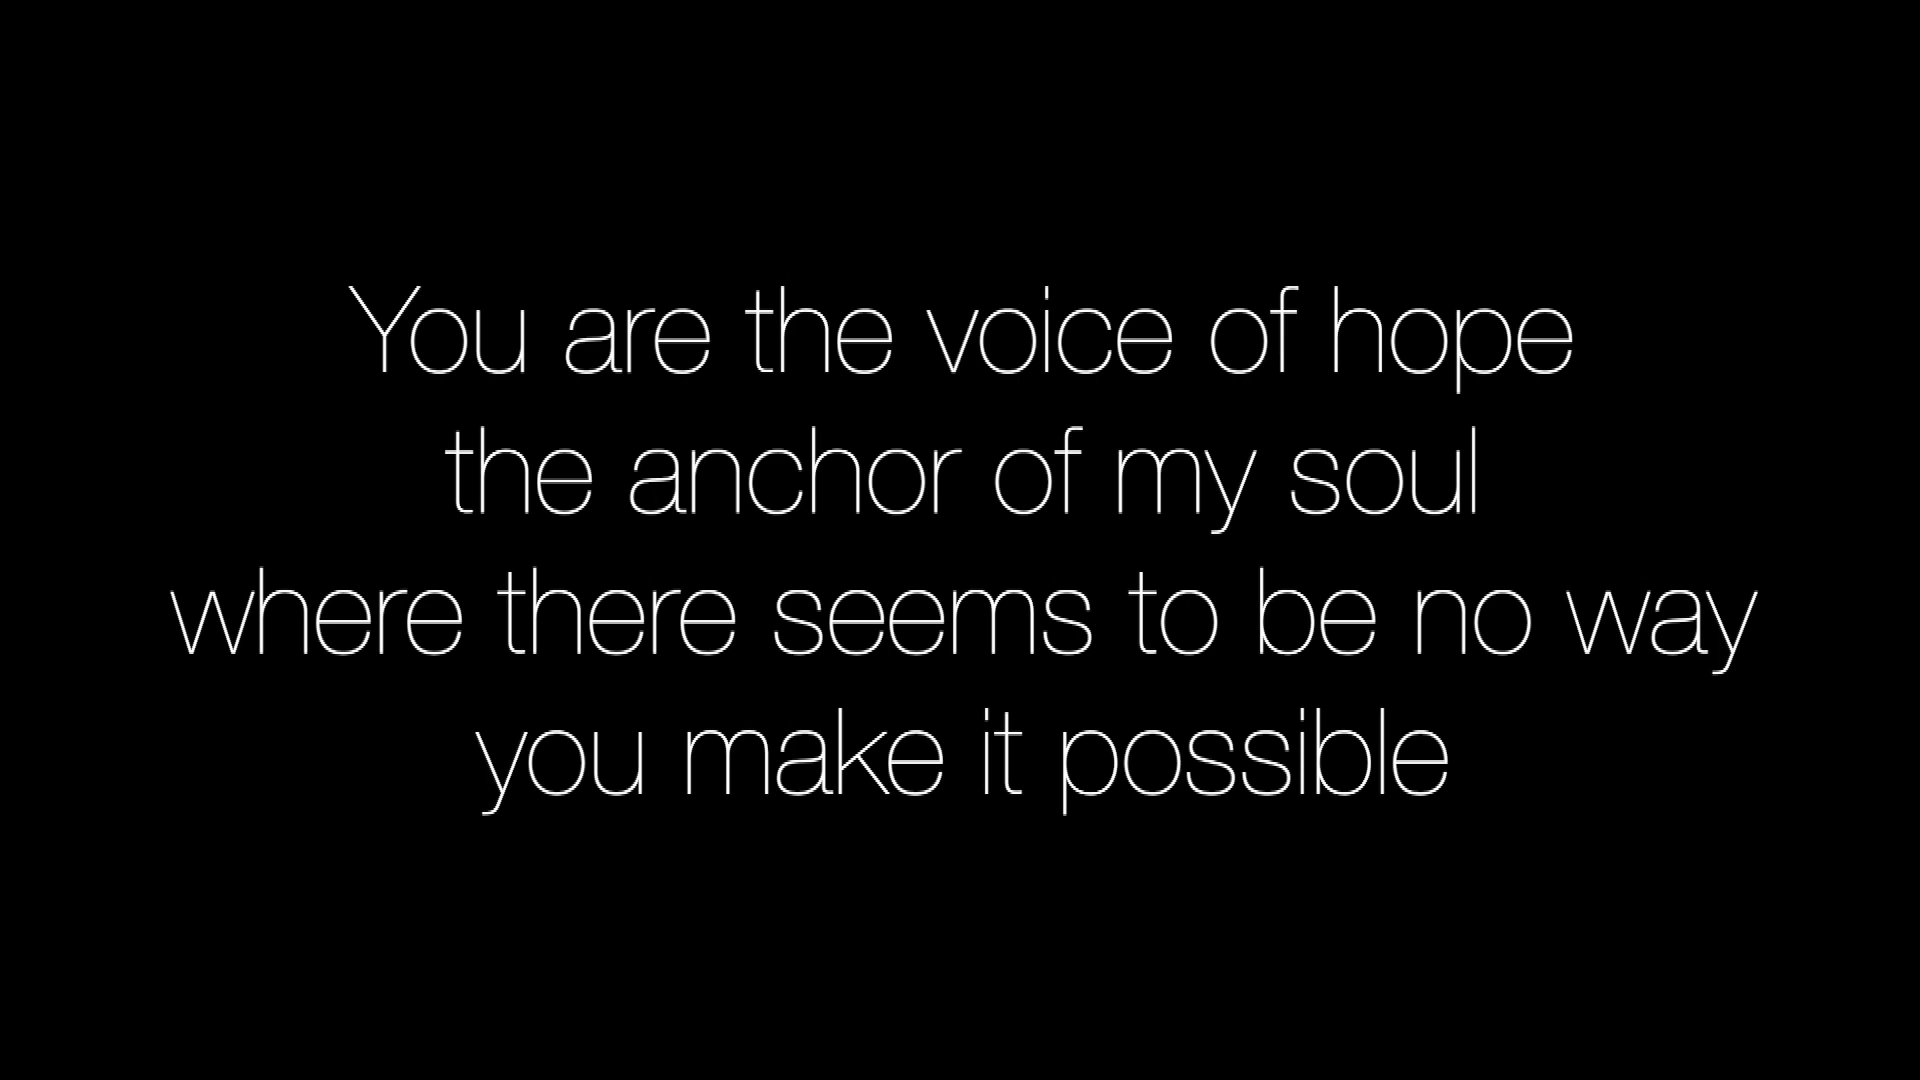 You are the voice of hope
the anchor of my soul
where there seems to be no way
you make it possible